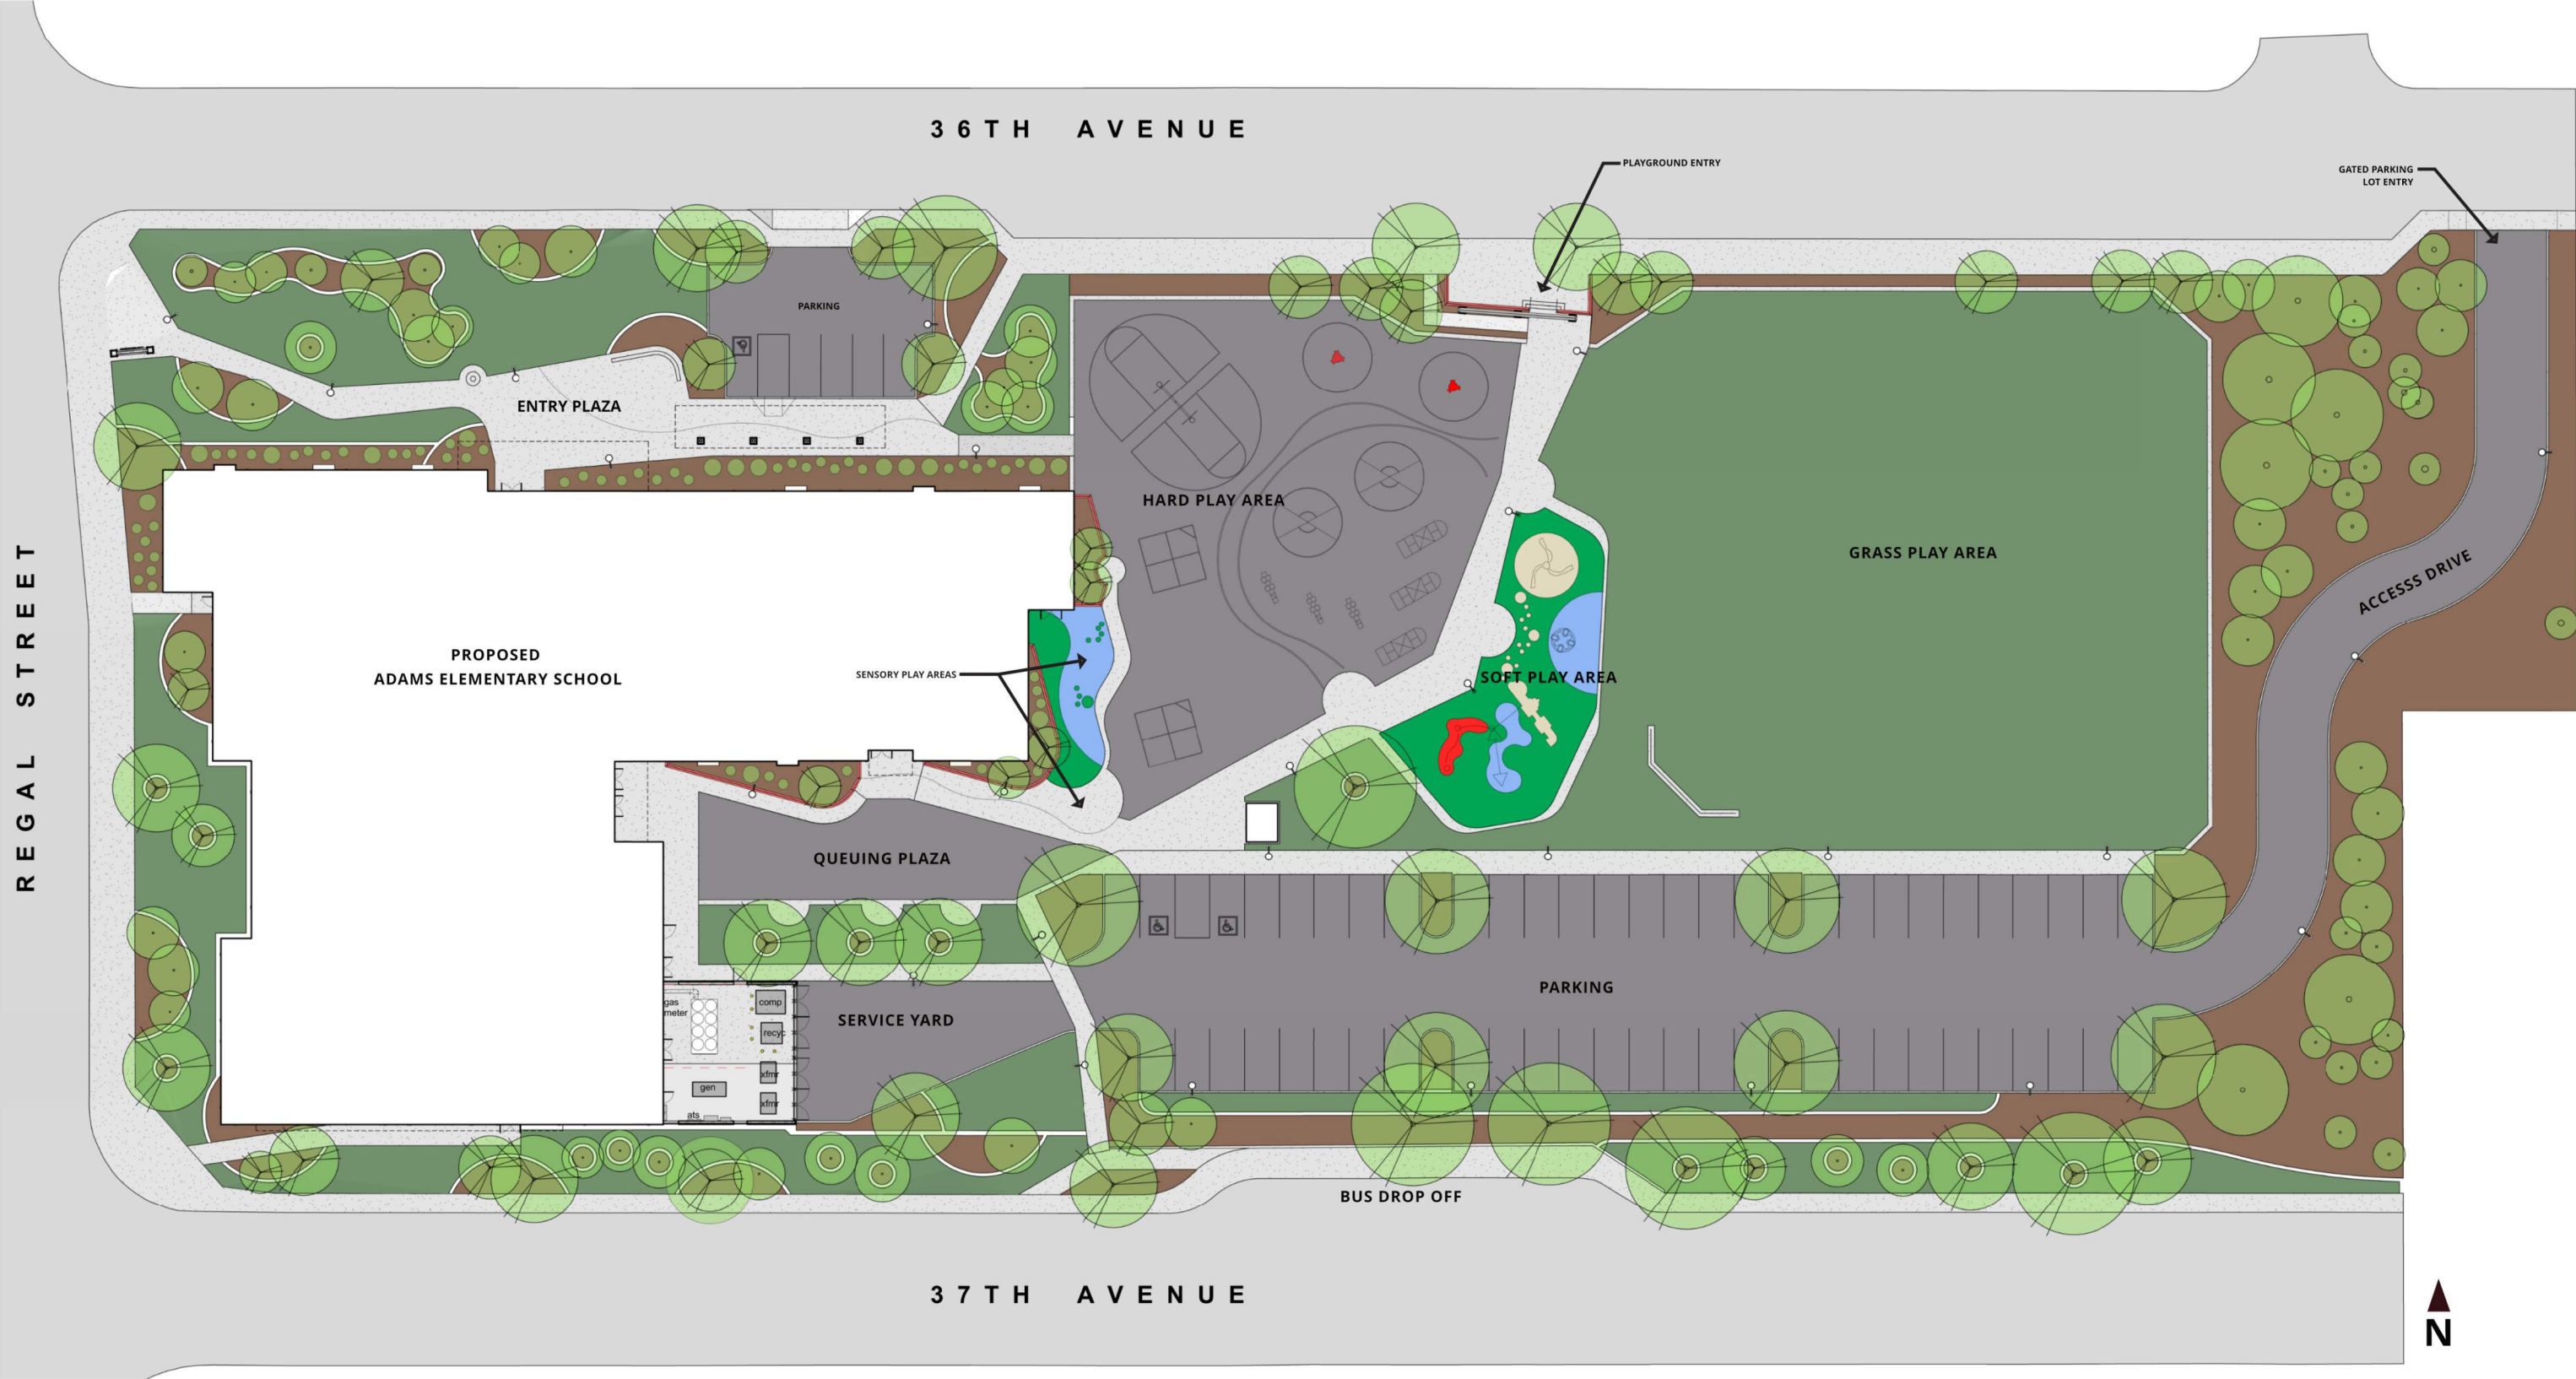 36TH AVENUE
PLAYGROUND ENTRY
GATED PARKING
LOT ENTRY
PARKING
ENTRY PLAZA
HARD PLAY AREA
GRASS PLAY AREA
ACCESSS DRIVE
REGAL STREET
PROPOSED
ADAMS ELEMENTARY SCHOOL
SENSORY PLAY AREAS
SOFT PLAY AREA
QUEUING PLAZA
PARKING
SERVICE YARD
gas
meter
comp
recyc
xfmr
gen
xfmr
ats
BUS DROP OFF
37TH AVENUE
N